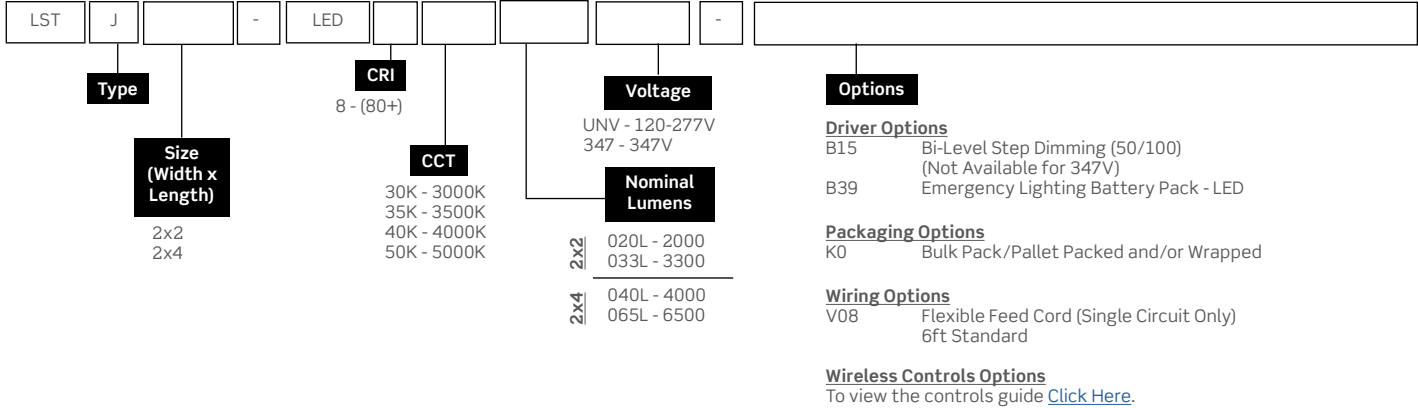 LST J - LED -
Type
Size
(Width x
Length)
2x2
2x4
CRI
8 - (80+)
CCT
30K - 3000K
35K - 3500K
40K - 4000K
50K - 5000K
Voltage
UNV - 120-277V
347 - 347V
Nominal
Lumens
2x2
020L - 2000
033L - 3300
2x4
040L - 4000
065L - 6500
Options
Driver Options
B15 Bi-Level Step Dimming (50/100)
(Not Available for 347V)
B39 Emergency Lighting Battery Pack - LED
Packaging Options
K0 Bulk Pack/Pallet Packed and/or Wrapped
Wiring Options
V08 Flexible Feed Cord (Single Circuit Only)
6ft Standard
Wireless Controls Options
To view the controls guide Click Here.